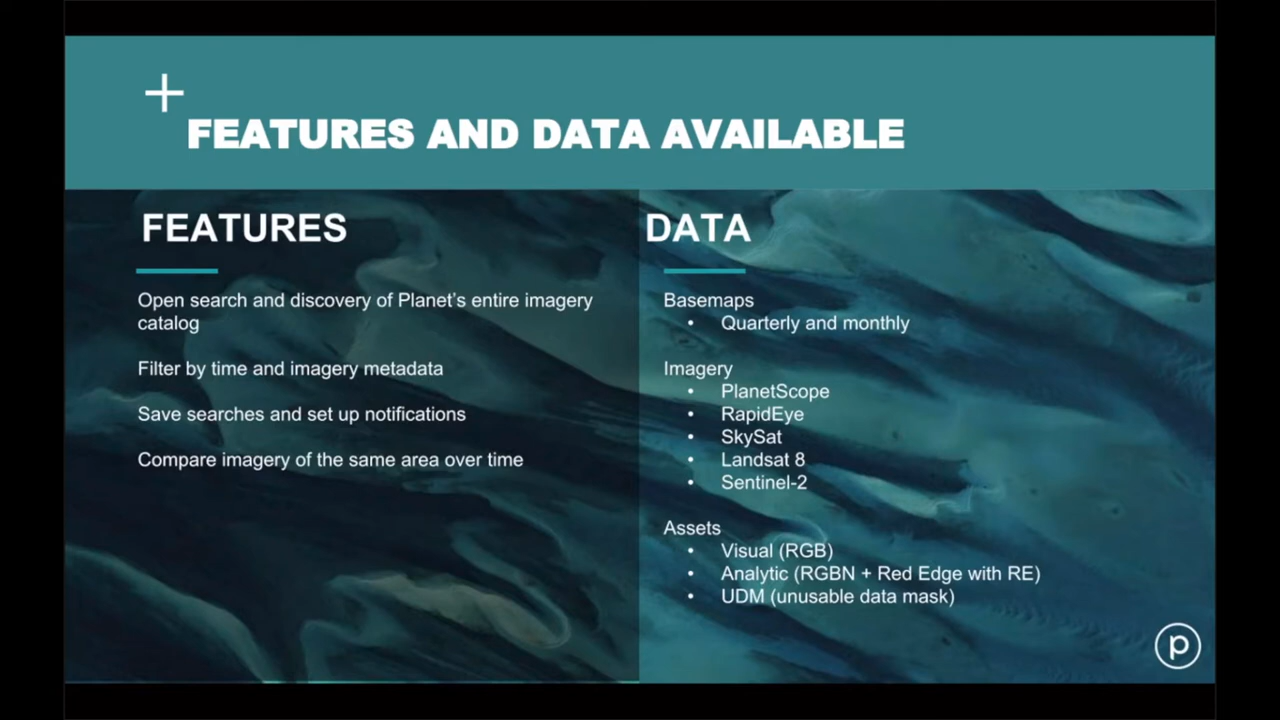 FEATURES AND DATA AVAILABLE
FEATURES
Open search and discovery of Planet’s entire imagery
catalog
Filter by time and imagery metadata
Save searches and set up notifications
Compare imagery of the same area over time
DATA
Basemaps
• Quarterly and monthly
Imagery
• PlanetScope
• RapidEye
• SkySat
• Landsat 8
• Sentinel-2
Assets
• Visual (RGB)
• Analytic (RGBN + Red Edge with RE)
• UDM (unusable data mask)
p